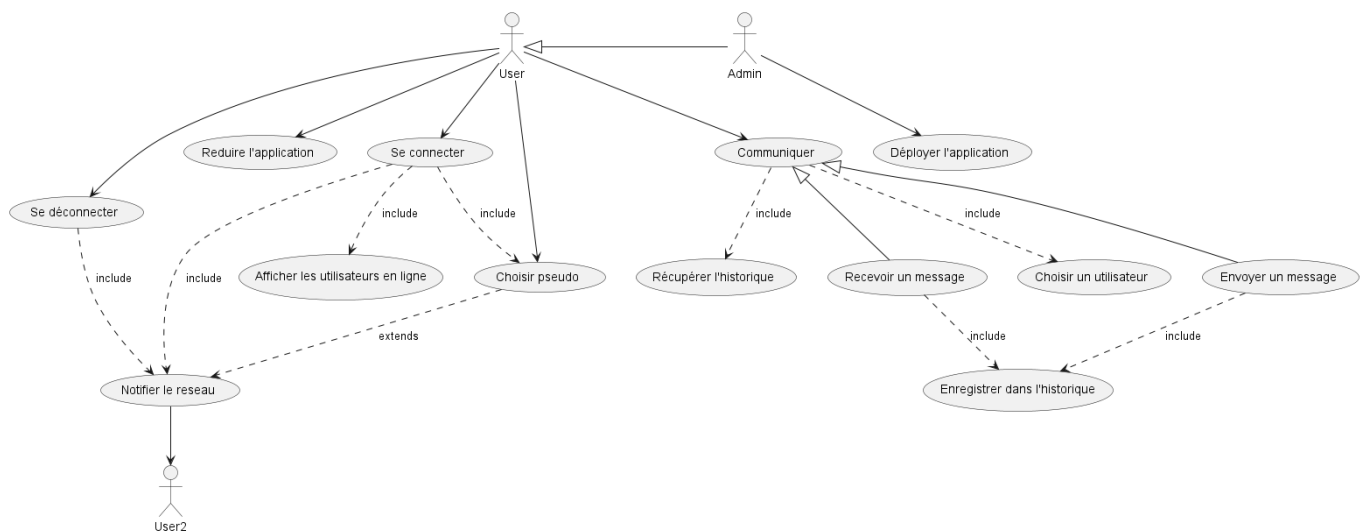 User
Admin
Reduire l'application
Se connecter
Communiquer
Déployer l'application
Se déconnecter
include
include
include
include
include
include
Afficher les utilisateurs en ligne
Choisir pseudo
Récupérer l'historique
Recevoir un message
Choisir un utilisateur
Envoyer un message
extends
include
include
Notifier le reseau
Enregistrer dans l'historique
User2